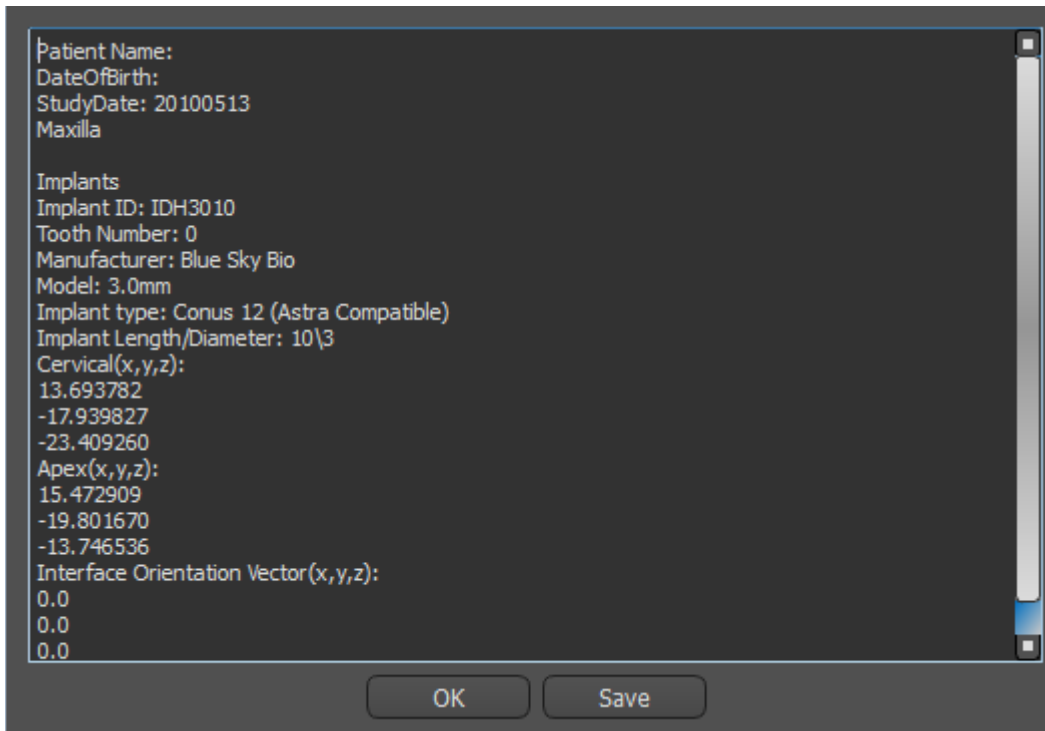 Patient Name:
DateOfBirth:
StudyDate: 20100513
Maxilla
Implants
Implant ID: IDH3010
Tooth Number: 0
Manufacturer: Blue Sky Bio
Model: 3.0mm
Implant type: Conus 12 (Astra Compatible)
Implant Length/Diameter: 10\3
Cervical(x,y,z):
13.693782
-17.939827
-23.409260
Apex(x,y,z):
15.472909
-19.801670
-13.746536
Interface Orientation Vector(x,y,z):
0.0
0.0
0.0
OK Save